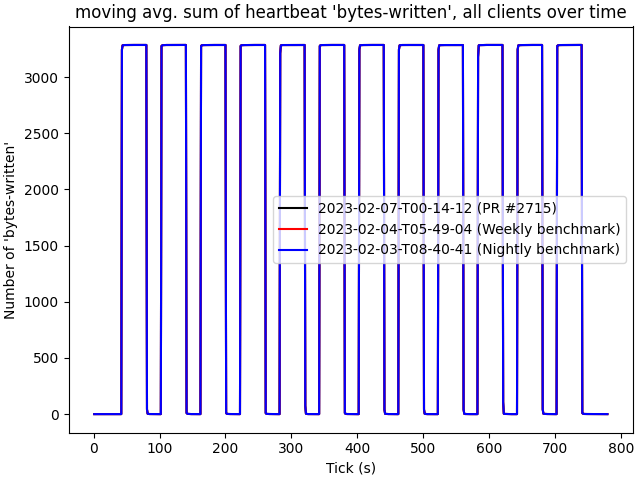 moving avg. sum of heartbeat 'bytes-written', all clients over time
Number of 'bytes-written'
3000
2500
2000
1500
1000
500
0
2023-02-07-T00-14-12 (PR #2715)
2023-02-04-T05-49-04 (Weekly benchmark)
2023-02-03-T08-40-41 (Nightly benchmark)
0 100 200 300 400 500 600 700 800
Tick (s)